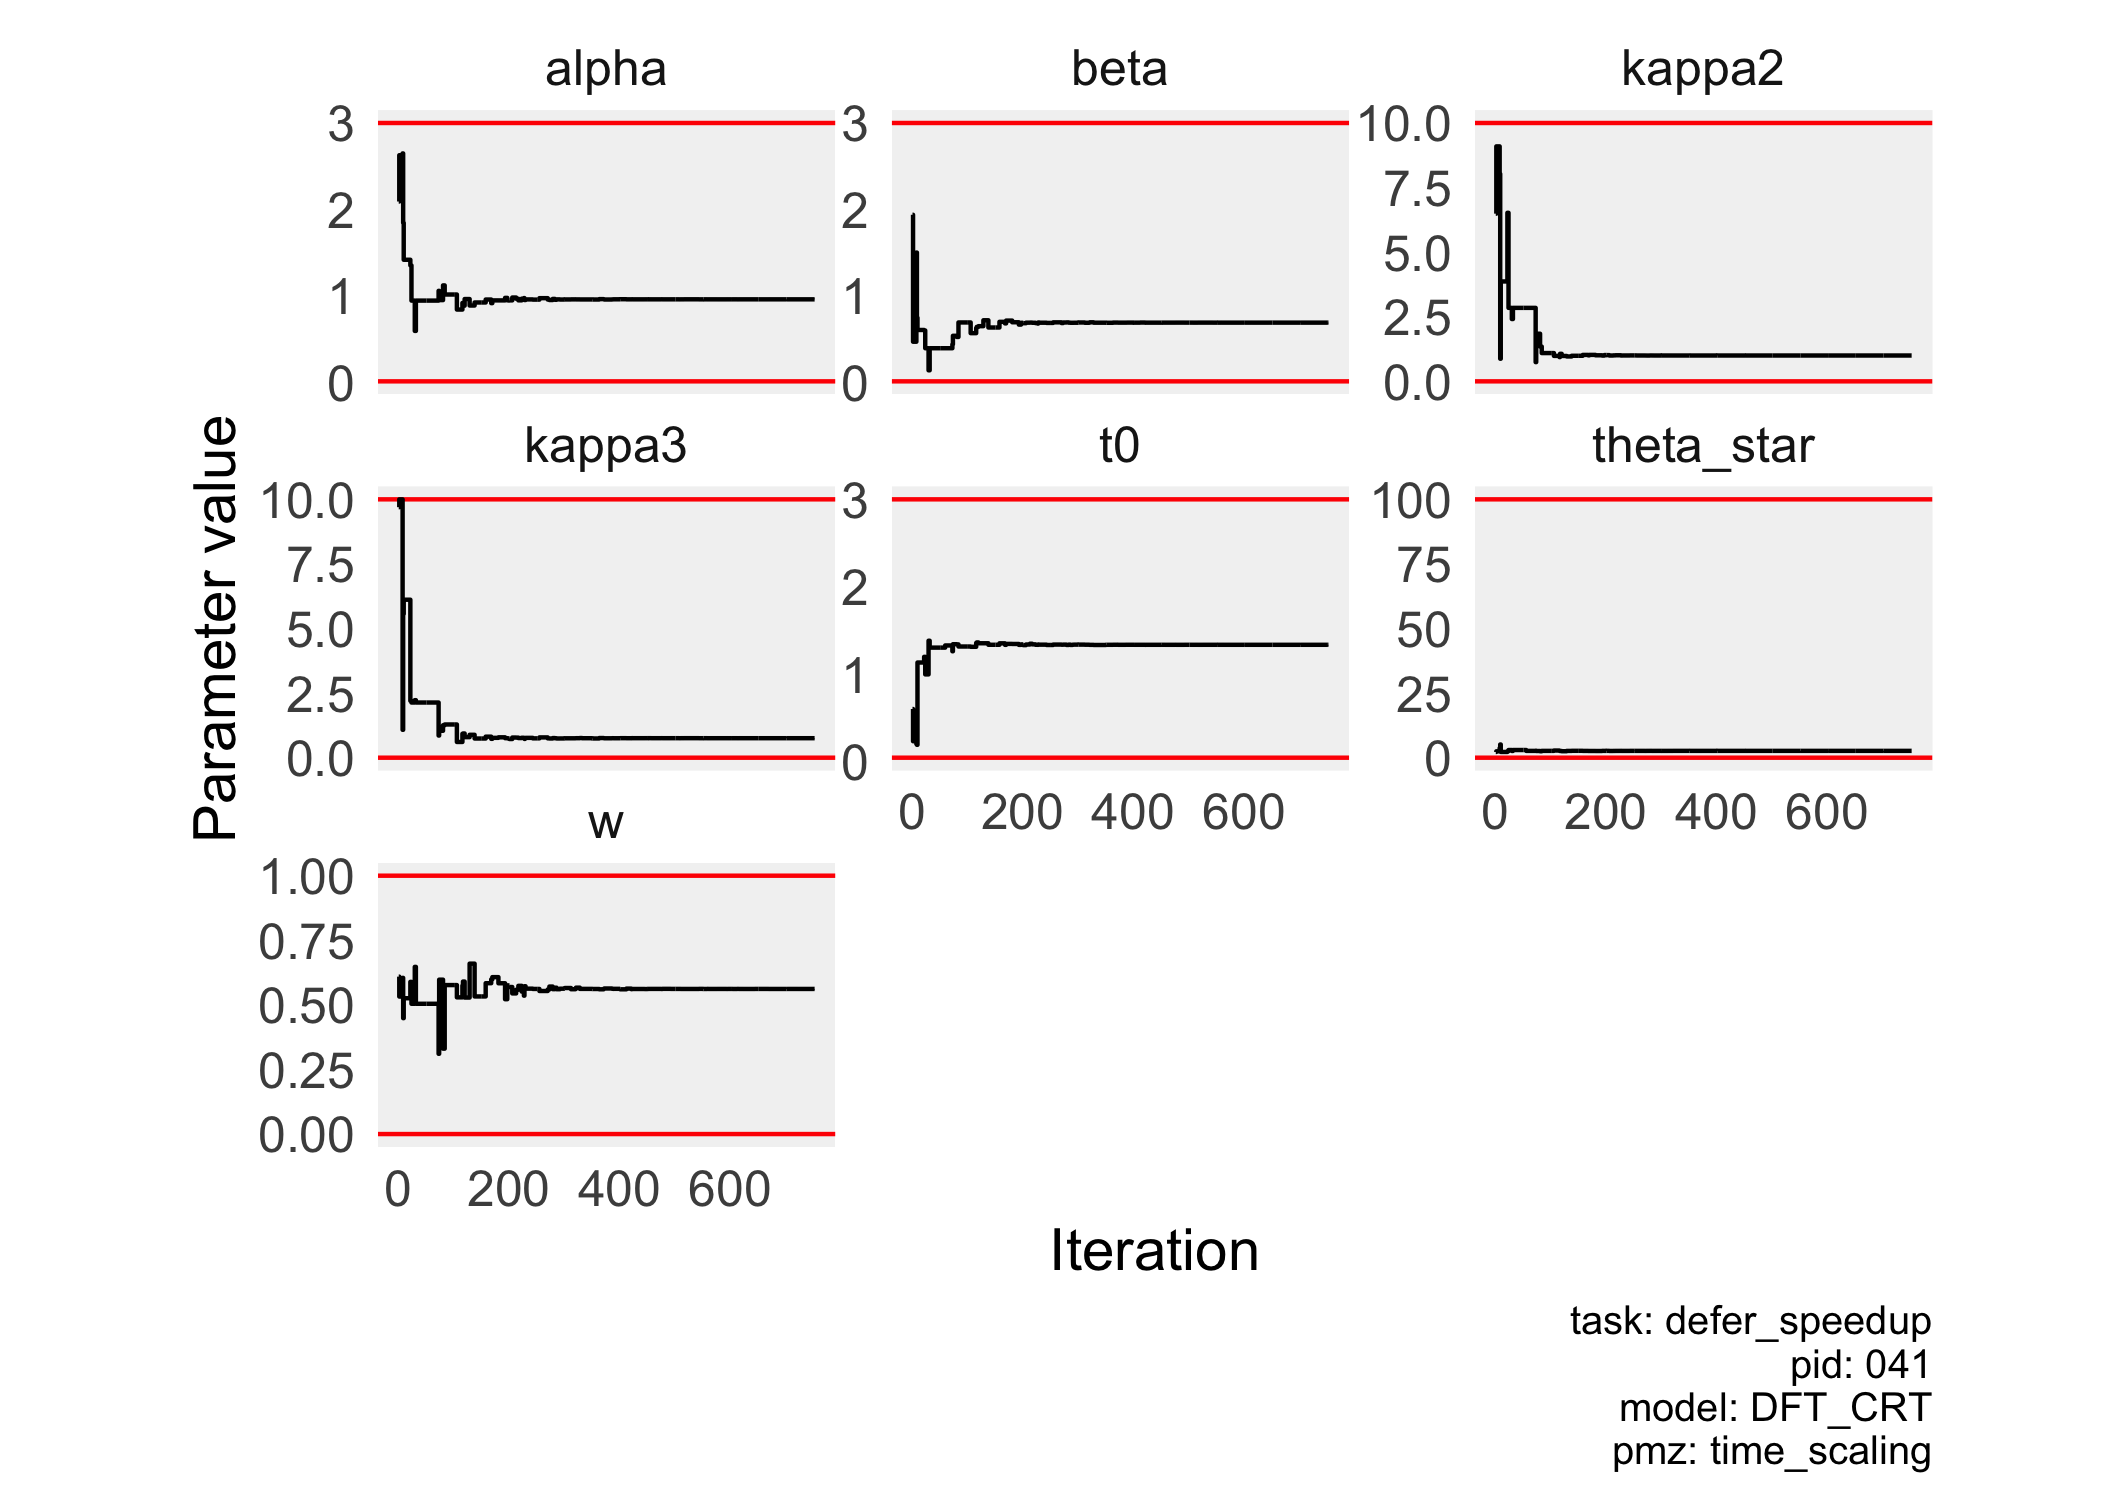 alpha
beta
kappa2
3
2
1
0
3
2
1
0
10.0
7.5
5.0
2.5
0.0
kappa3
t0
theta_star
10.0
7.5
5.0
2.5
0.0
3
2
1
0
100
75
50
25
0
0 200 400 600
0 200 400 600
w
1.00
0.75
0.50
0.25
0.00
0 200 400 600
Parameter value
Iteration
task: defer_speedup
pid: 041
model: DFT_CRT
pmz: time_scaling